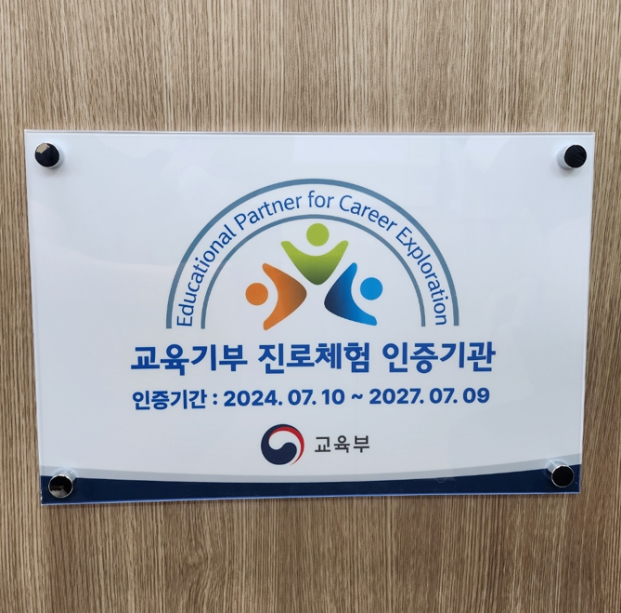 Educational Partner for Career Exploration
교육기부 진로체험 인증기관
인증기간 : 2024. 07. 10 ~ 2027. 07. 09
교육부